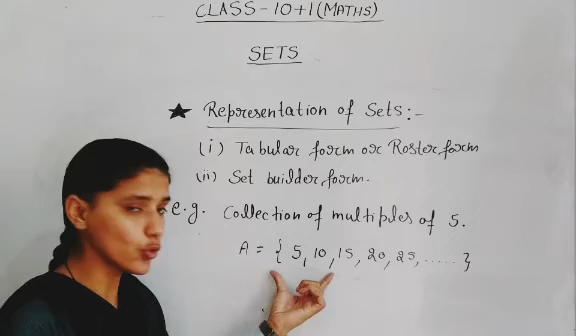 CLASS - 10+1 (MATHS)
SETS
★ Representation of Sets:-
(i) Tabular form or Roster form
(ii) Set builder form.
e.g. Collection of multiples of 5.
A = { 5, 10, 15, 20, 25, ..... }